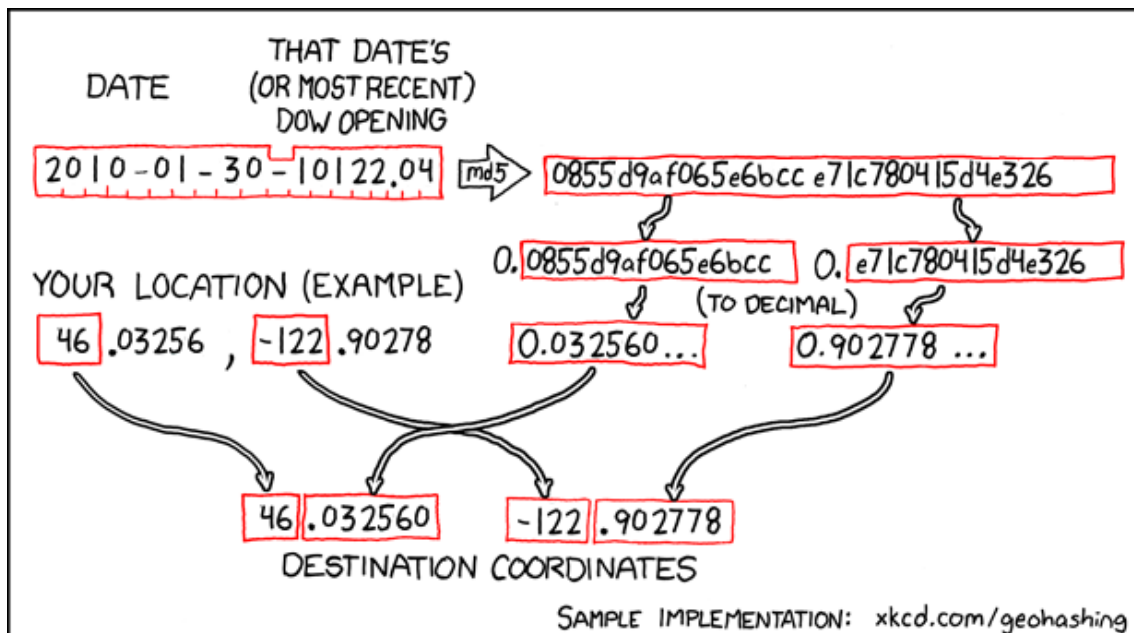 DATE
THAT DATE'S
(OR MOST RECENT)
DOW OPENING
2010-01-30-10122.04
md5
0855d9af065e6bcc e71c780415d4e326
0.0855d9af065e6bcc
0.e71c780415d4e326
(TO DECIMAL)
0.032560...
0.902778...
YOUR LOCATION (EXAMPLE)
46.03256, -122.90278
46.032560
-122.902778
DESTINATION COORDINATES
SAMPLE IMPLEMENTATION: xkcd.com/geohashing